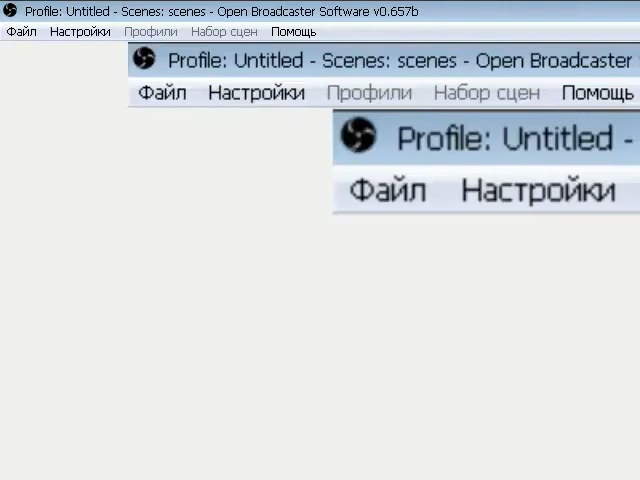 Profile: Untitled - Scenes: scenes - Open Broadcaster Software v0.657b
Файл Настройки Профили Набор сцен Помощь
Profile: Untitled - Scenes: scenes - Open Broadcaster
Файл Настройки Профили Набор сцен Помощь
Profile: Untitled -
Файл Настройки